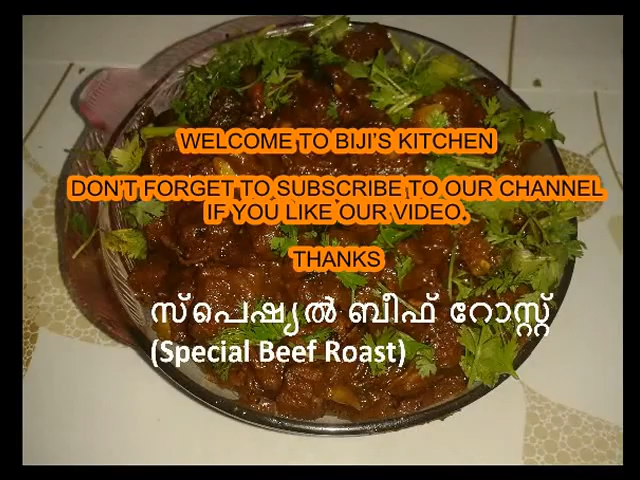 WELCOME TO BIJI'S KITCHEN
DON'T FORGET TO SUBSCRIBE TO OUR CHANNEL
IF YOU LIKE OUR VIDEO.
THANKS
സ്പെഷ്യൽ ബീഫ് റോസ്റ്റ്
(Special Beef Roast)